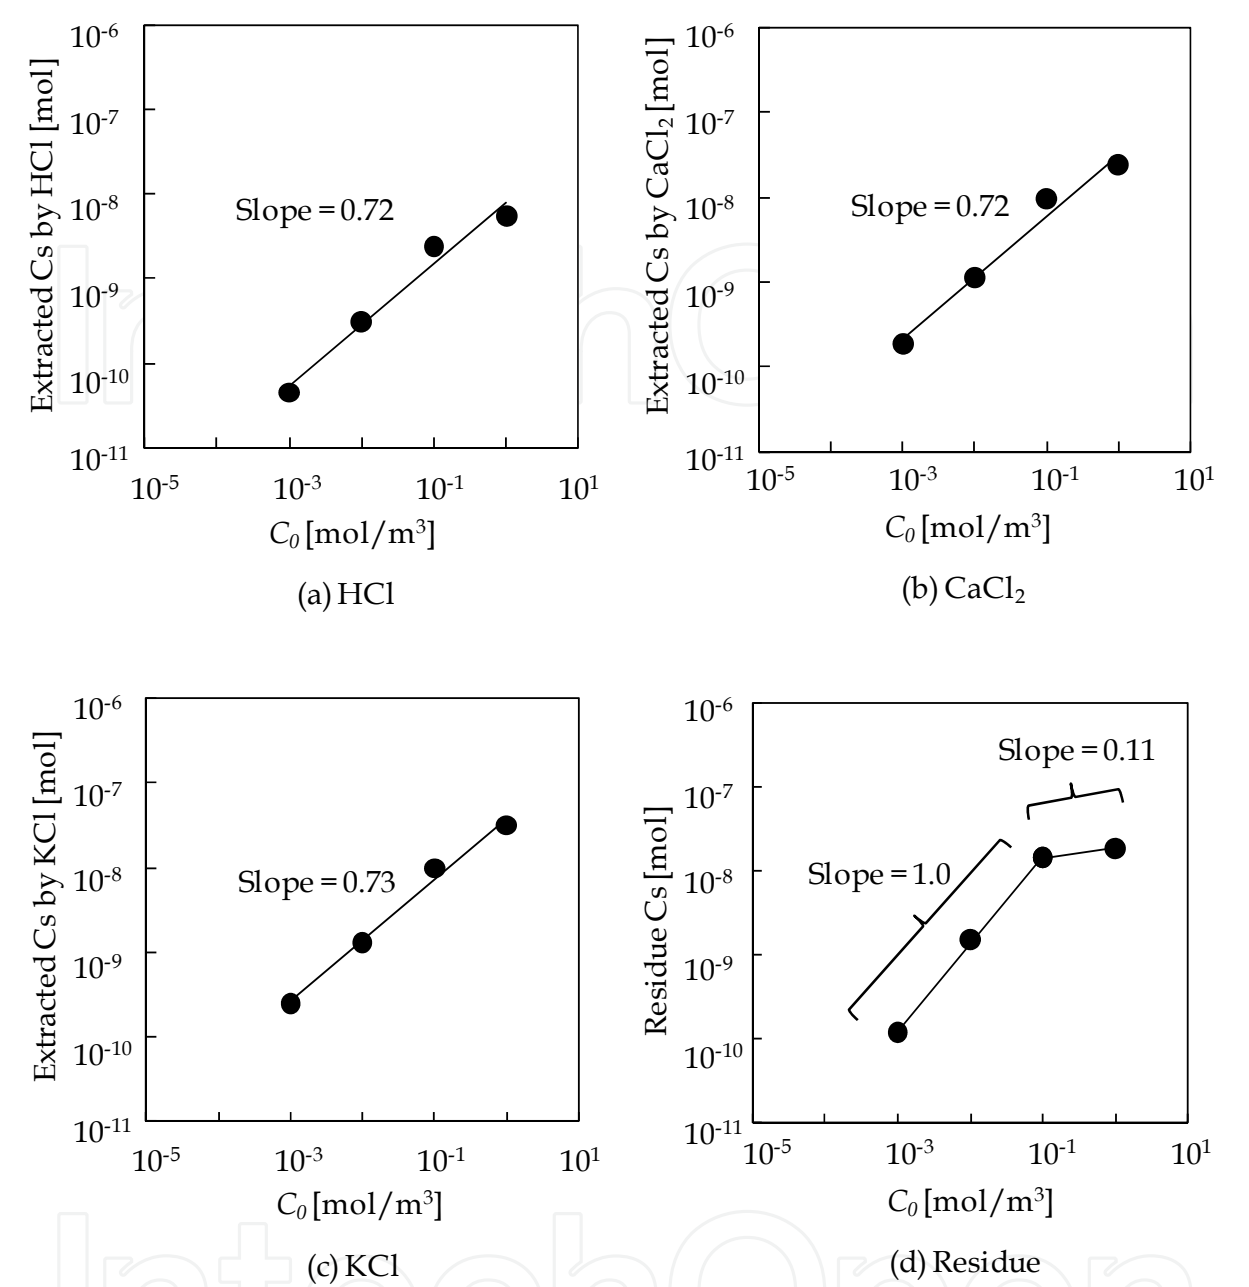 10⁻⁶
10⁻⁷
10⁻⁸
10⁻⁹
10⁻¹⁰
10⁻¹¹
Extracted Cs by HCl [mol]
Slope = 0.72
10⁻⁵ 10⁻³ 10⁻¹ 10¹
C₀ [mol/m³]
(a) HCl
10⁻⁶
10⁻⁷
10⁻⁸
10⁻⁹
10⁻¹⁰
10⁻¹¹
Extracted Cs by CaCl₂ [mol]
Slope = 0.72
10⁻⁵ 10⁻³ 10⁻¹ 10¹
C₀ [mol/m³]
(b) CaCl₂
10⁻⁶
10⁻⁷
10⁻⁸
10⁻⁹
10⁻¹⁰
10⁻¹¹
Extracted Cs by KCl [mol]
Slope = 0.73
10⁻⁵ 10⁻³ 10⁻¹ 10¹
C₀ [mol/m³]
(c) KCl
10⁻⁶
10⁻⁷
10⁻⁸
10⁻⁹
10⁻¹⁰
10⁻¹¹
Residue Cs [mol]
Slope = 0.11
Slope = 1.0
10⁻⁵ 10⁻³ 10⁻¹ 10¹
C₀ [mol/m³]
(d) Residue